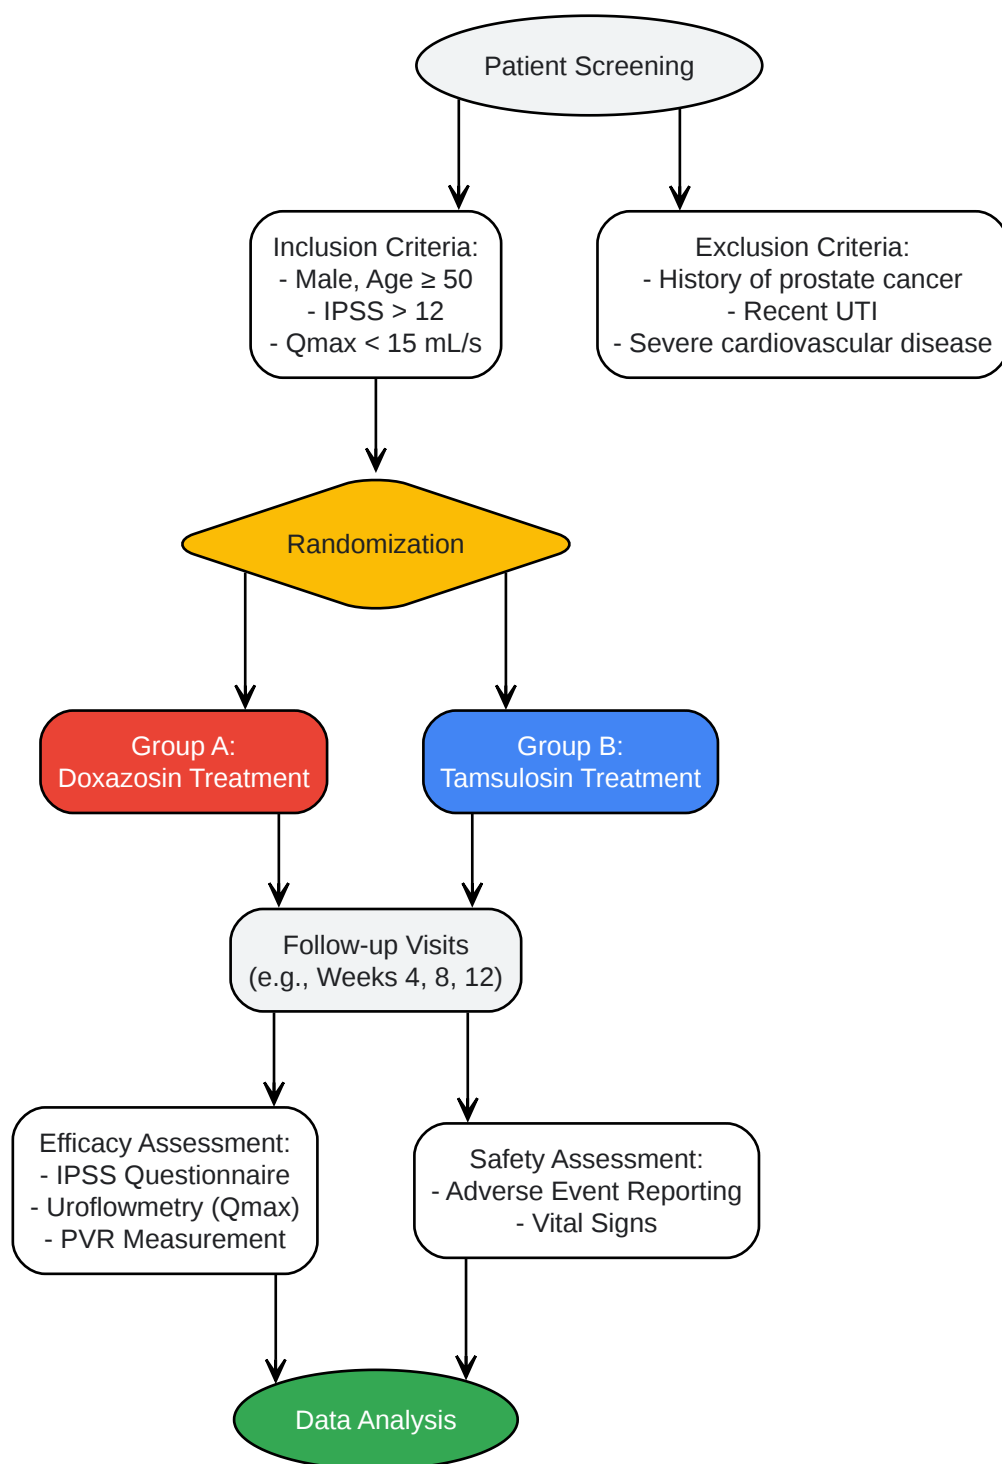 Patient Screening
Inclusion Criteria:
- Male, Age ≥ 50
- IPSS > 12
- Qmax < 15 mL/s
Exclusion Criteria:
- History of prostate cancer
- Recent UTI
- Severe cardiovascular disease
Randomization
Group A:
Doxazosin Treatment
Group B:
Tamsulosin Treatment
Follow-up Visits
(e.g., Weeks 4, 8, 12)
Efficacy Assessment:
- IPSS Questionnaire
- Uroflowmetry (Qmax)
- PVR Measurement
Safety Assessment:
- Adverse Event Reporting
- Vital Signs
Data Analysis